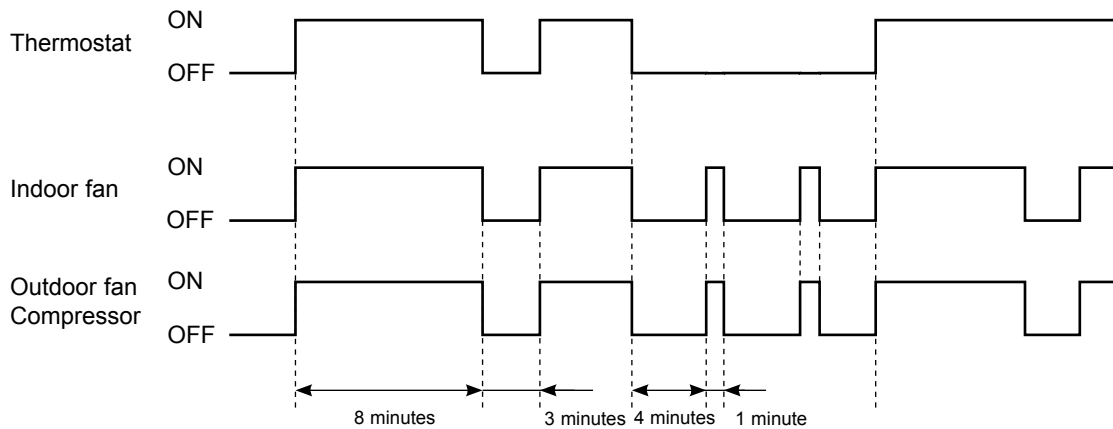 ON
Thermostat
OFF
ON
Indoor fan
OFF
ON
Outdoor fan
Compressor
OFF
8 minutes
3 minutes
4 minutes
1 minute